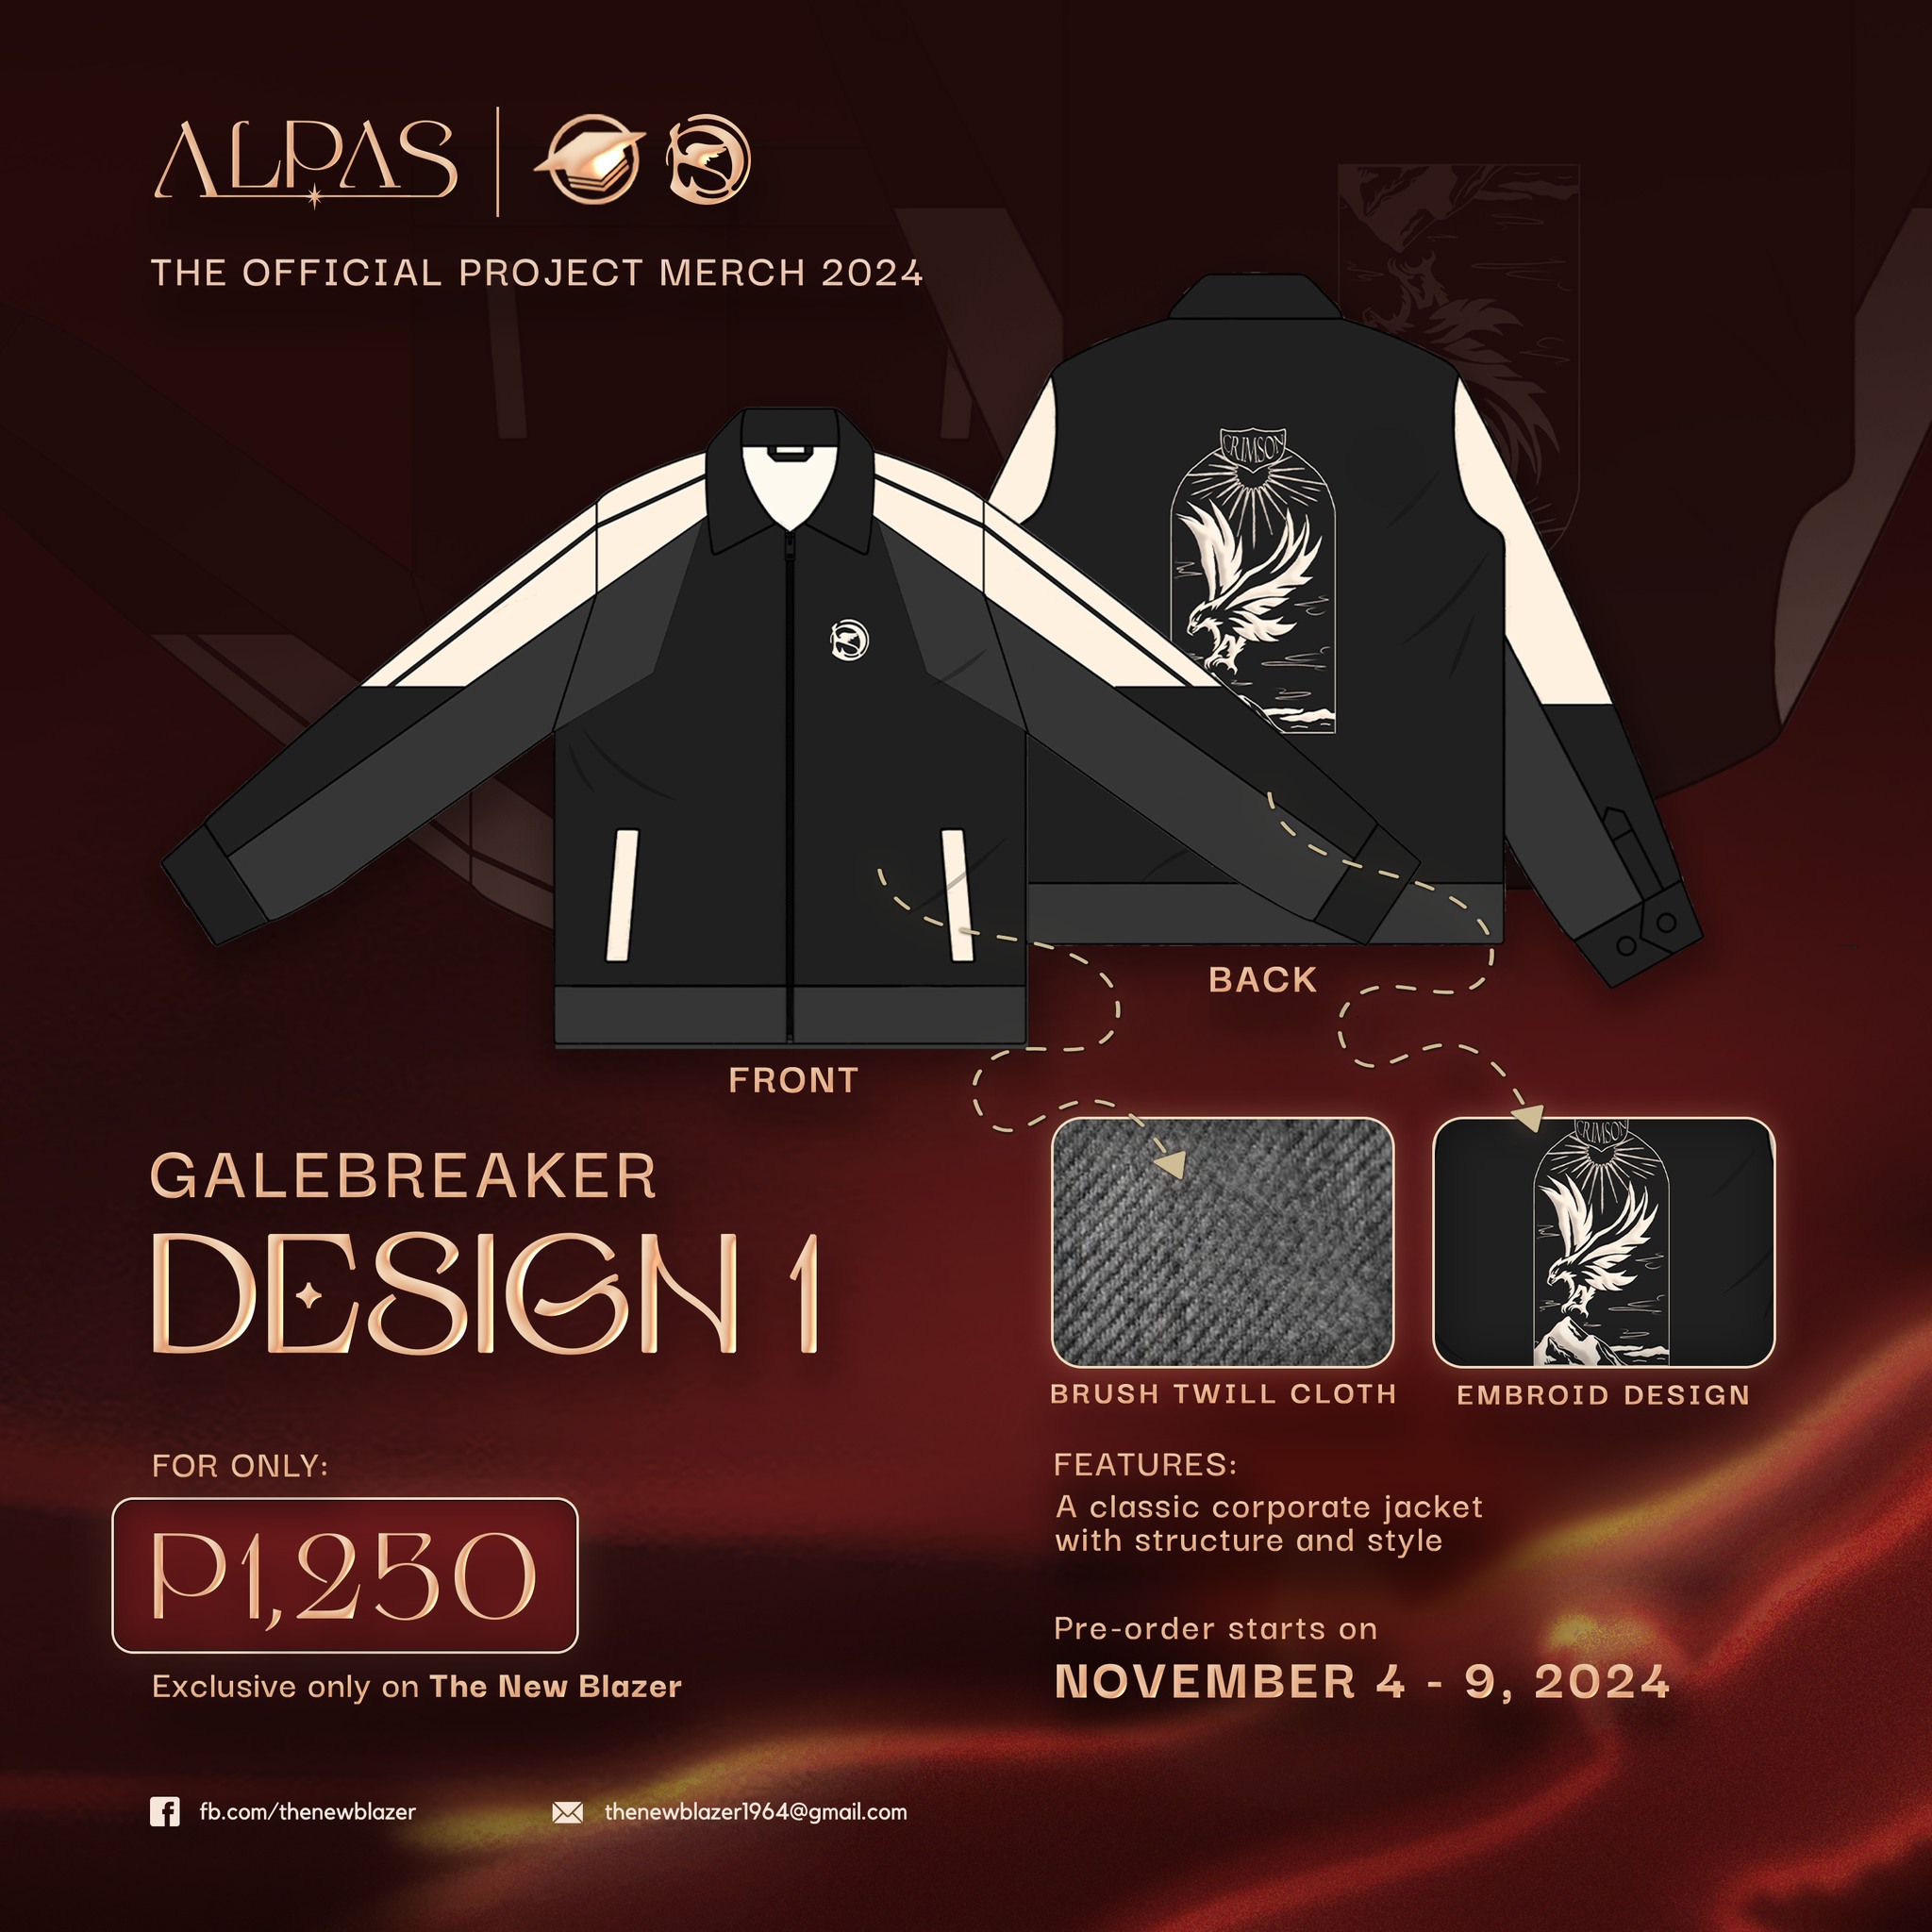 ALPAS
THE OFFICIAL PROJECT MERCH 2024
CRIMSON
BACK
FRONT
GALEBREAKER
DESIGN 1
CRIMSON
BRUSH TWILL CLOTH
EMBROID DESIGN
FOR ONLY:
P1,250
Exclusive only on The New Blazer
FEATURES:
A classic corporate jacket
with structure and style
Pre-order starts on
NOVEMBER 4 - 9, 2024
fb.com/thenewblazer
thenewblazer1964@gmail.com